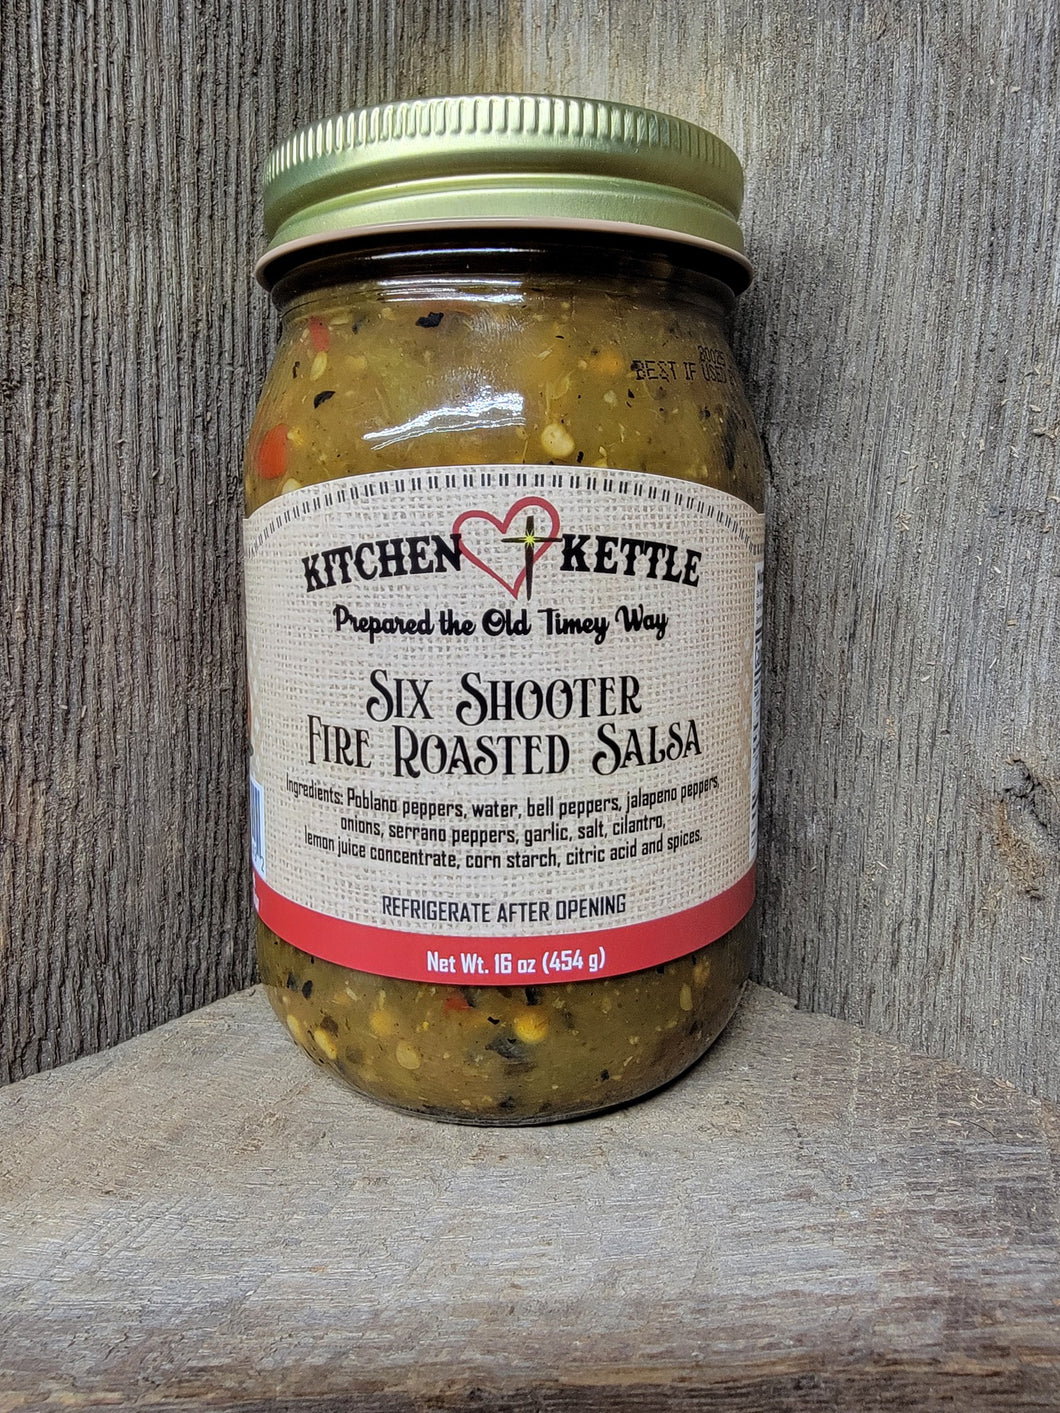 20025
BEST IF USED
KITCHEN KETTLE
Prepared the Old Timey Way
SIX SHOOTER
FIRE ROASTED SALSA
Ingredients: Poblano peppers, water, bell peppers, jalapeno peppers,
onions, serrano peppers, garlic, salt, cilantro,
lemon juice concentrate, corn starch, citric acid and spices.
REFRIGERATE AFTER OPENING
Net Wt. 16 oz (454 g)